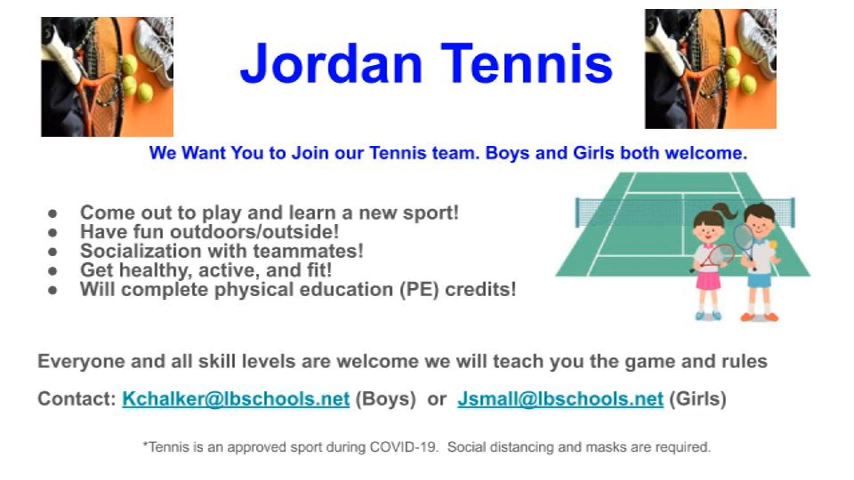 Jordan Tennis
We Want You to Join our Tennis team. Boys and Girls both welcome.
● Come out to play and learn a new sport!
● Have fun outdoors/outside!
● Socialization with teammates!
● Get healthy, active, and fit!
● Will complete physical education (PE) credits!
Everyone and all skill levels are welcome we will teach you the game and rules
Contact: Kchalker@lbschools.net (Boys) or Jsmall@lbschools.net (Girls)
*Tennis is an approved sport during COVID-19. Social distancing and masks are required.